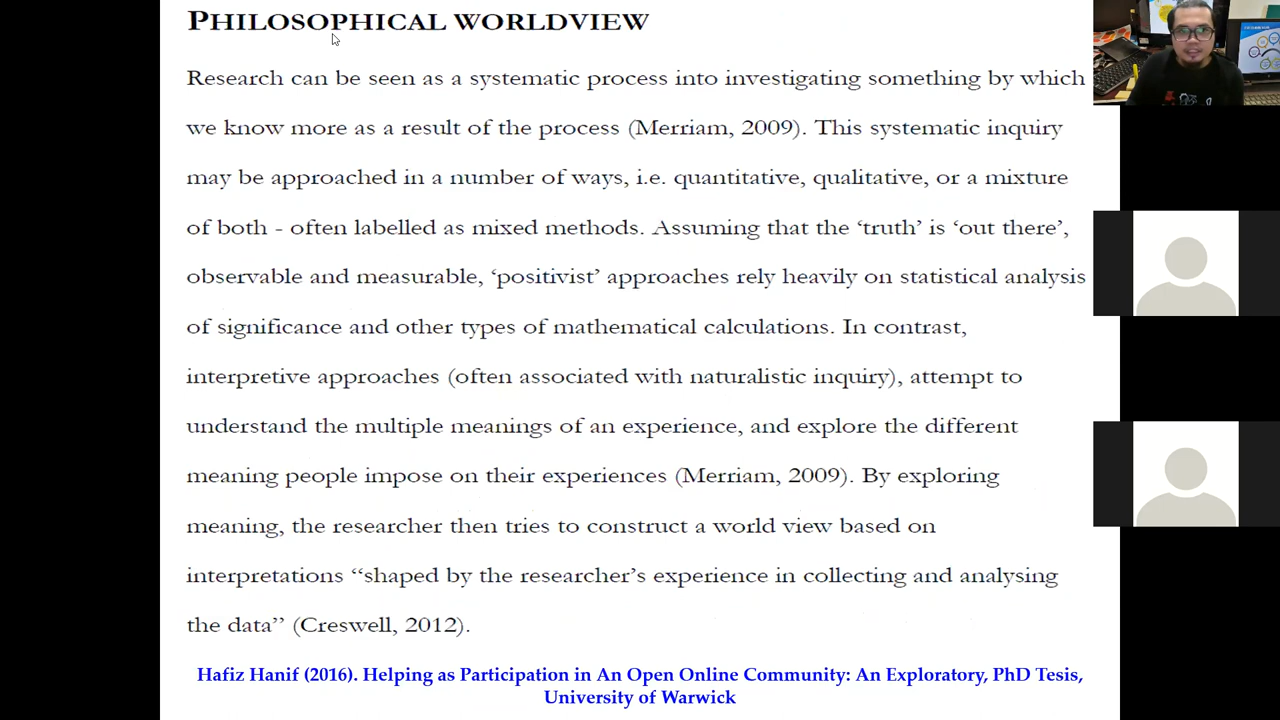 PHILOSOPHICAL WORLDVIEW
Research can be seen as a systematic process into investigating something by which
we know more as a result of the process (Merriam, 2009). This systematic inquiry
may be approached in a number of ways, i.e. quantitative, qualitative, or a mixture
of both - often labelled as mixed methods. Assuming that the ‘truth’ is ‘out there’,
observable and measurable, ‘positivist’ approaches rely heavily on statistical analysis
of significance and other types of mathematical calculations. In contrast,
interpretive approaches (often associated with naturalistic inquiry), attempt to
understand the multiple meanings of an experience, and explore the different
meaning people impose on their experiences (Merriam, 2009). By exploring
meaning, the researcher then tries to construct a world view based on
interpretations “shaped by the researcher’s experience in collecting and analysing
the data” (Creswell, 2012).
Hafiz Hanif (2016). Helping as Participation in An Open Online Community: An Exploratory, PhD Tesis,
University of Warwick